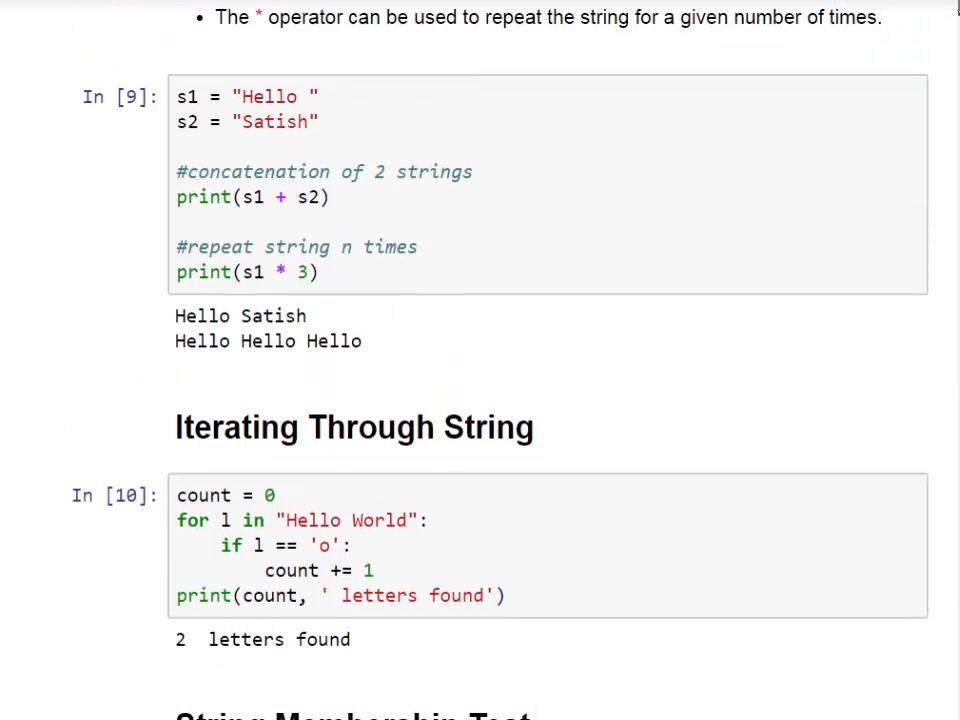 • The * operator can be used to repeat the string for a given number of times.
In [9]:
s1 = "Hello "
s2 = "Satish"
#concatenation of 2 strings
print(s1 + s2)
#repeat string n times
print(s1 * 3)
Hello Satish
Hello Hello Hello
Iterating Through String
In [10]:
count = 0
for l in "Hello World":
    if l == 'o':
        count += 1
print(count, ' letters found')
2  letters found
String Membership Test